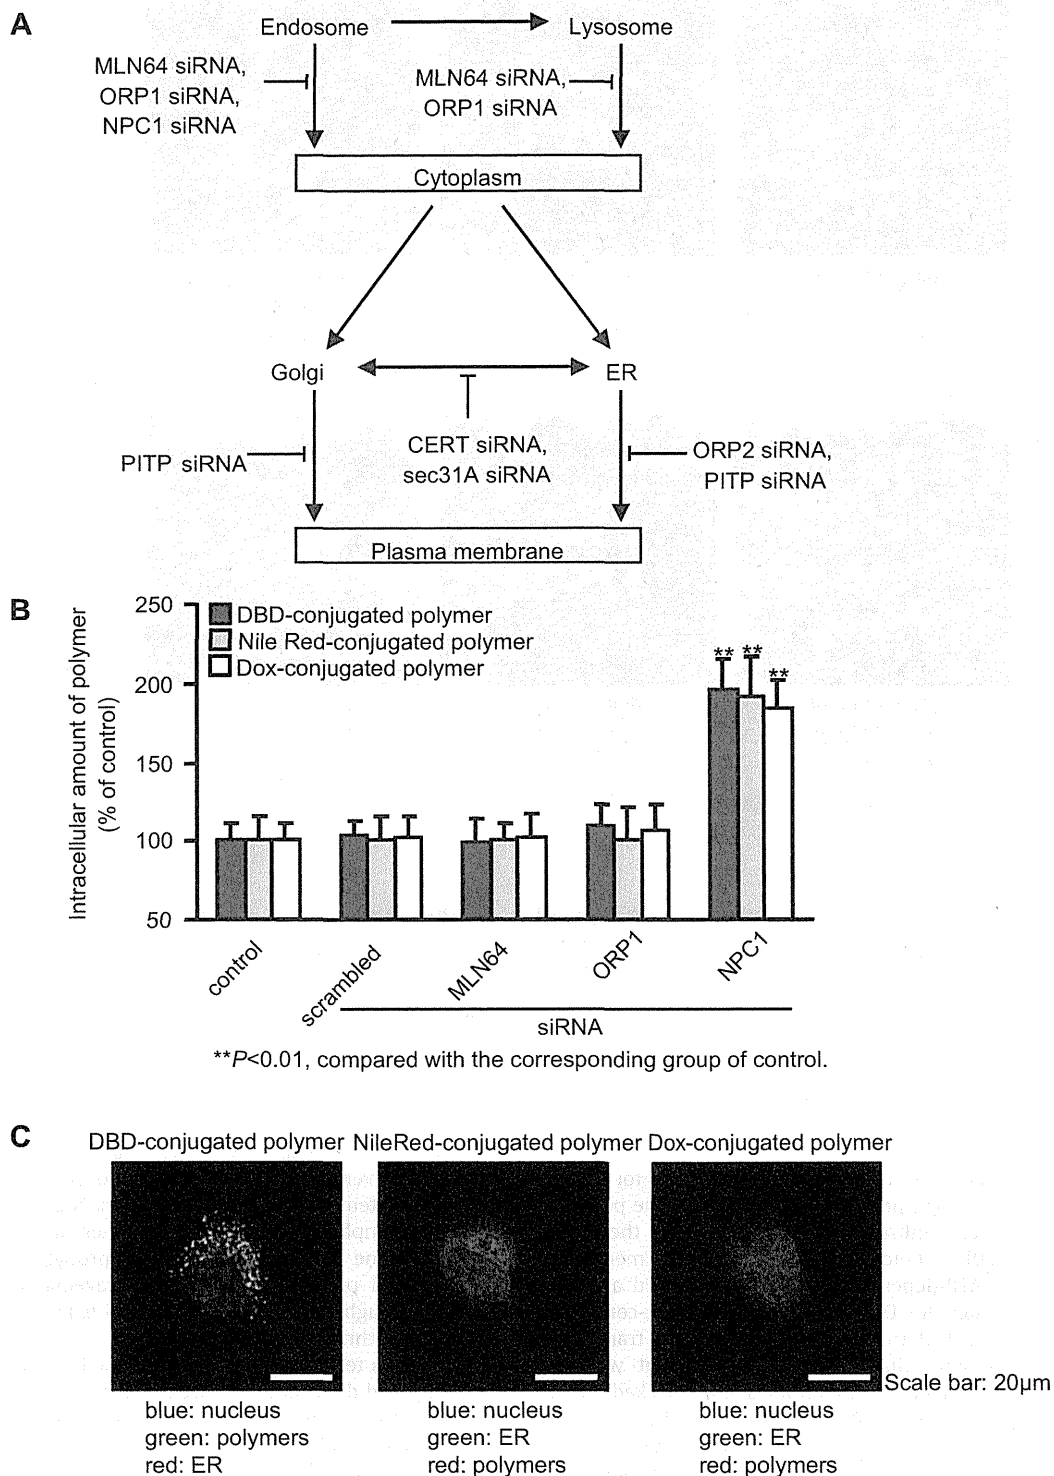 A
Endosome
Lysosome
MLN64 siRNA,
ORP1 siRNA,
NPC1 siRNA
MLN64 siRNA,
ORP1 siRNA
Cytoplasm
Golgi
ER
PITP siRNA
CERT siRNA,
sec31A siRNA
ORP2 siRNA,
PITP siRNA
Plasma membrane
B
Intracellular amount of polymer
(% of control)
250
200
150
100
50
DBD-conjugated polymer
Nile Red-conjugated polymer
Dox-conjugated polymer
** ** **
control
scrambled
MLN64
ORP1
NPC1
siRNA
**P<0.01, compared with the corresponding group of control.
C
DBD-conjugated polymer
NileRed-conjugated polymer
Dox-conjugated polymer
Scale bar: 20μm
blue: nucleus
green: polymers
red: ER
blue: nucleus
green: ER
red: polymers
blue: nucleus
green: ER
red: polymers